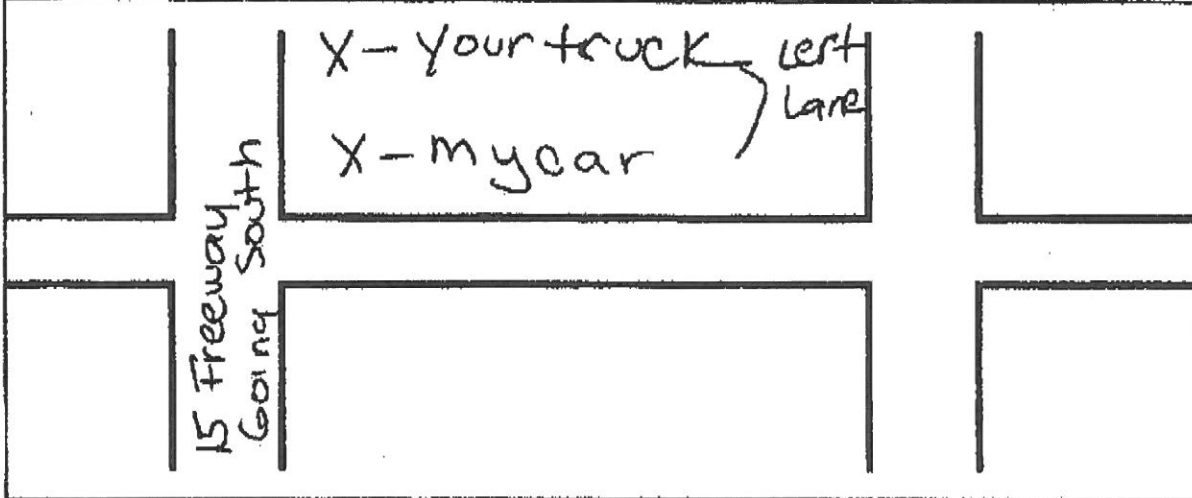 X - Your truck
Left
Lane
X - my car
15 Freeway
Going South